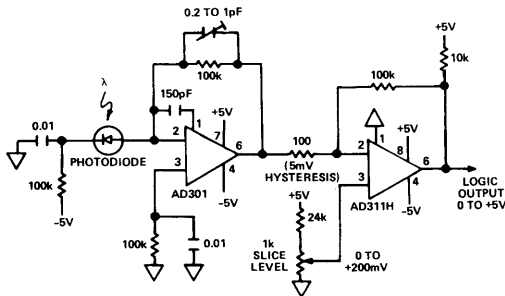 0.2 TO 1pF
100k
λ
150pF
+5V
0.01
1
7
2
6
3
4
PHOTODIODE
AD301
-5V
100k
-5V
100k
0.01
+5V
10k
100k
100
(5mV
HYSTERESIS)
1
8
2
6
3
4
AD311H
-5V
LOGIC
OUTPUT
0 TO +5V
+5V
24k
1k
SLICE
LEVEL
0 TO
+200mV